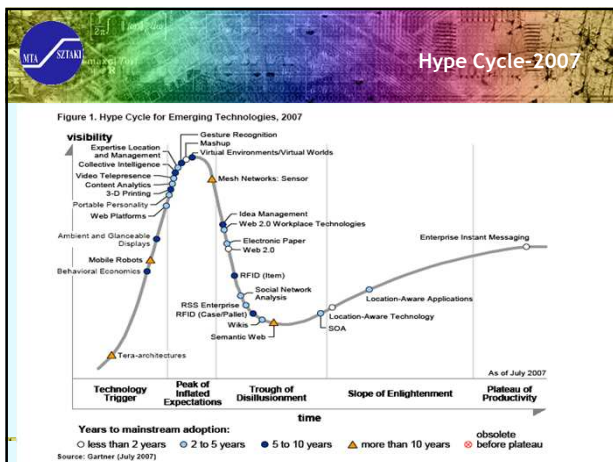 MTA
SZTAKI
Hype Cycle-2007
Figure 1. Hype Cycle for Emerging Technologies, 2007
visibility
Gesture Recognition
Mashup
Virtual Environments/Virtual Worlds
Expertise Location
and Management
Collective Intelligence
Video Telepresence
Content Analytics
3-D Printing
Portable Personality
Web Platforms
Mesh Networks: Sensor
Idea Management
Web 2.0 Workplace Technologies
Electronic Paper
Web 2.0
Ambient and Glanceable
Displays
Mobile Robots
Behavioral Economics
RFID (Item)
Social Network
Analysis
RSS Enterprise
RFID (Case/Pallet)
Wikis
Semantic Web
Enterprise Instant Messaging
Location-Aware Applications
Location-Aware Technology
SOA
Tera-architectures
As of July 2007
Technology
Trigger
Peak of
Inflated
Expectations
Trough of
Disillusionment
Slope of Enlightenment
Plateau of
Productivity
time
Years to mainstream adoption:
less than 2 years
2 to 5 years
5 to 10 years
more than 10 years
obsolete
before plateau
Source: Gartner (July 2007)